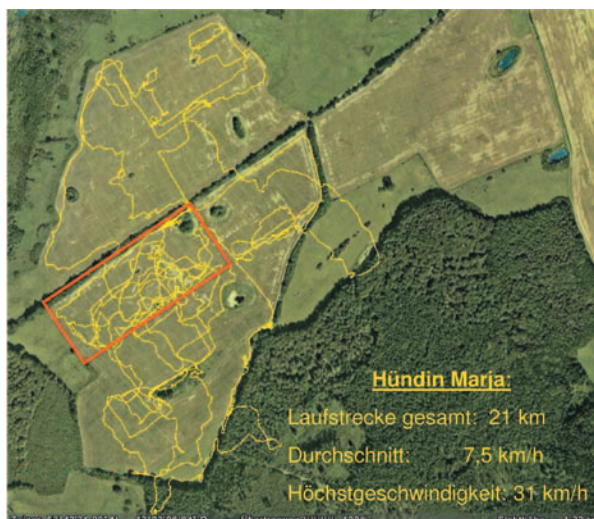 Hündin Marja:
Laufstrecke gesamt: 21 km
Durchschnitt: 7,5 km/h
Höchstgeschwindigkeit: 31 km/h